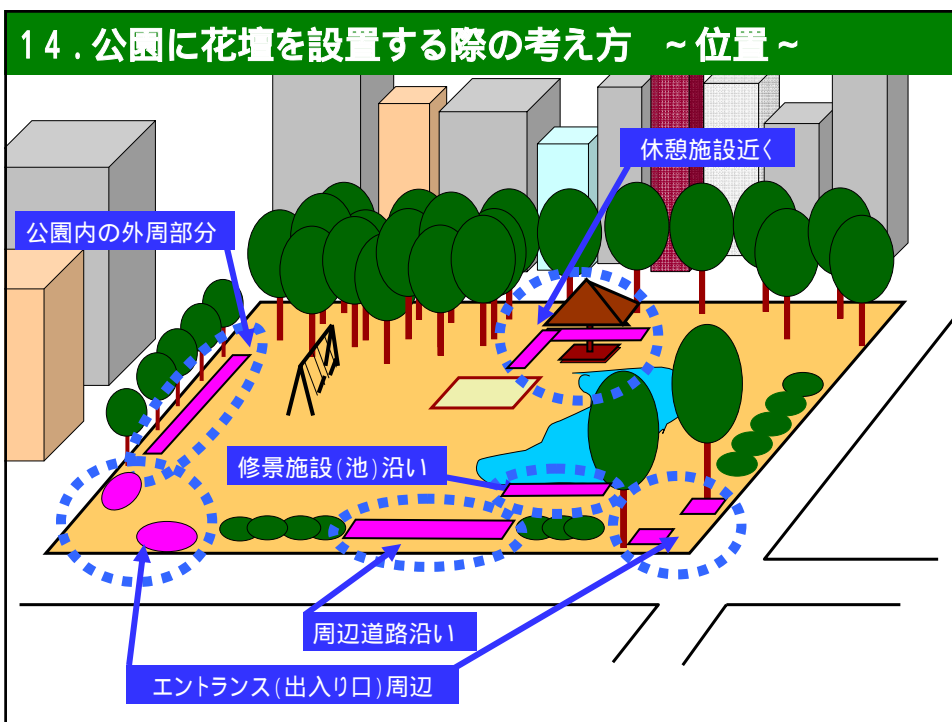 14.公園に花壇を設置する際の考え方 ~位置~
休憩施設近く
公園内の外周部分
修景施設(池)沿い
周辺道路沿い
エントランス(出入り口)周辺